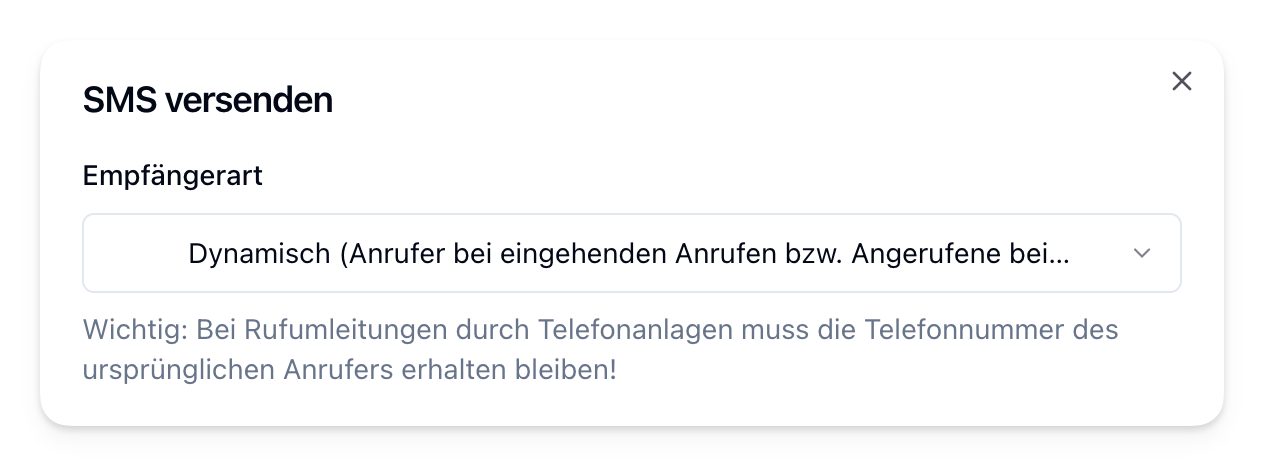 SMS versenden
Empfängerart
Dynamisch (Anrufer bei eingehenden Anrufen bzw. Angerufene bei...
Wichtig: Bei Rufumleitungen durch Telefonanlagen muss die Telefonnummer des
ursprünglichen Anrufers erhalten bleiben!